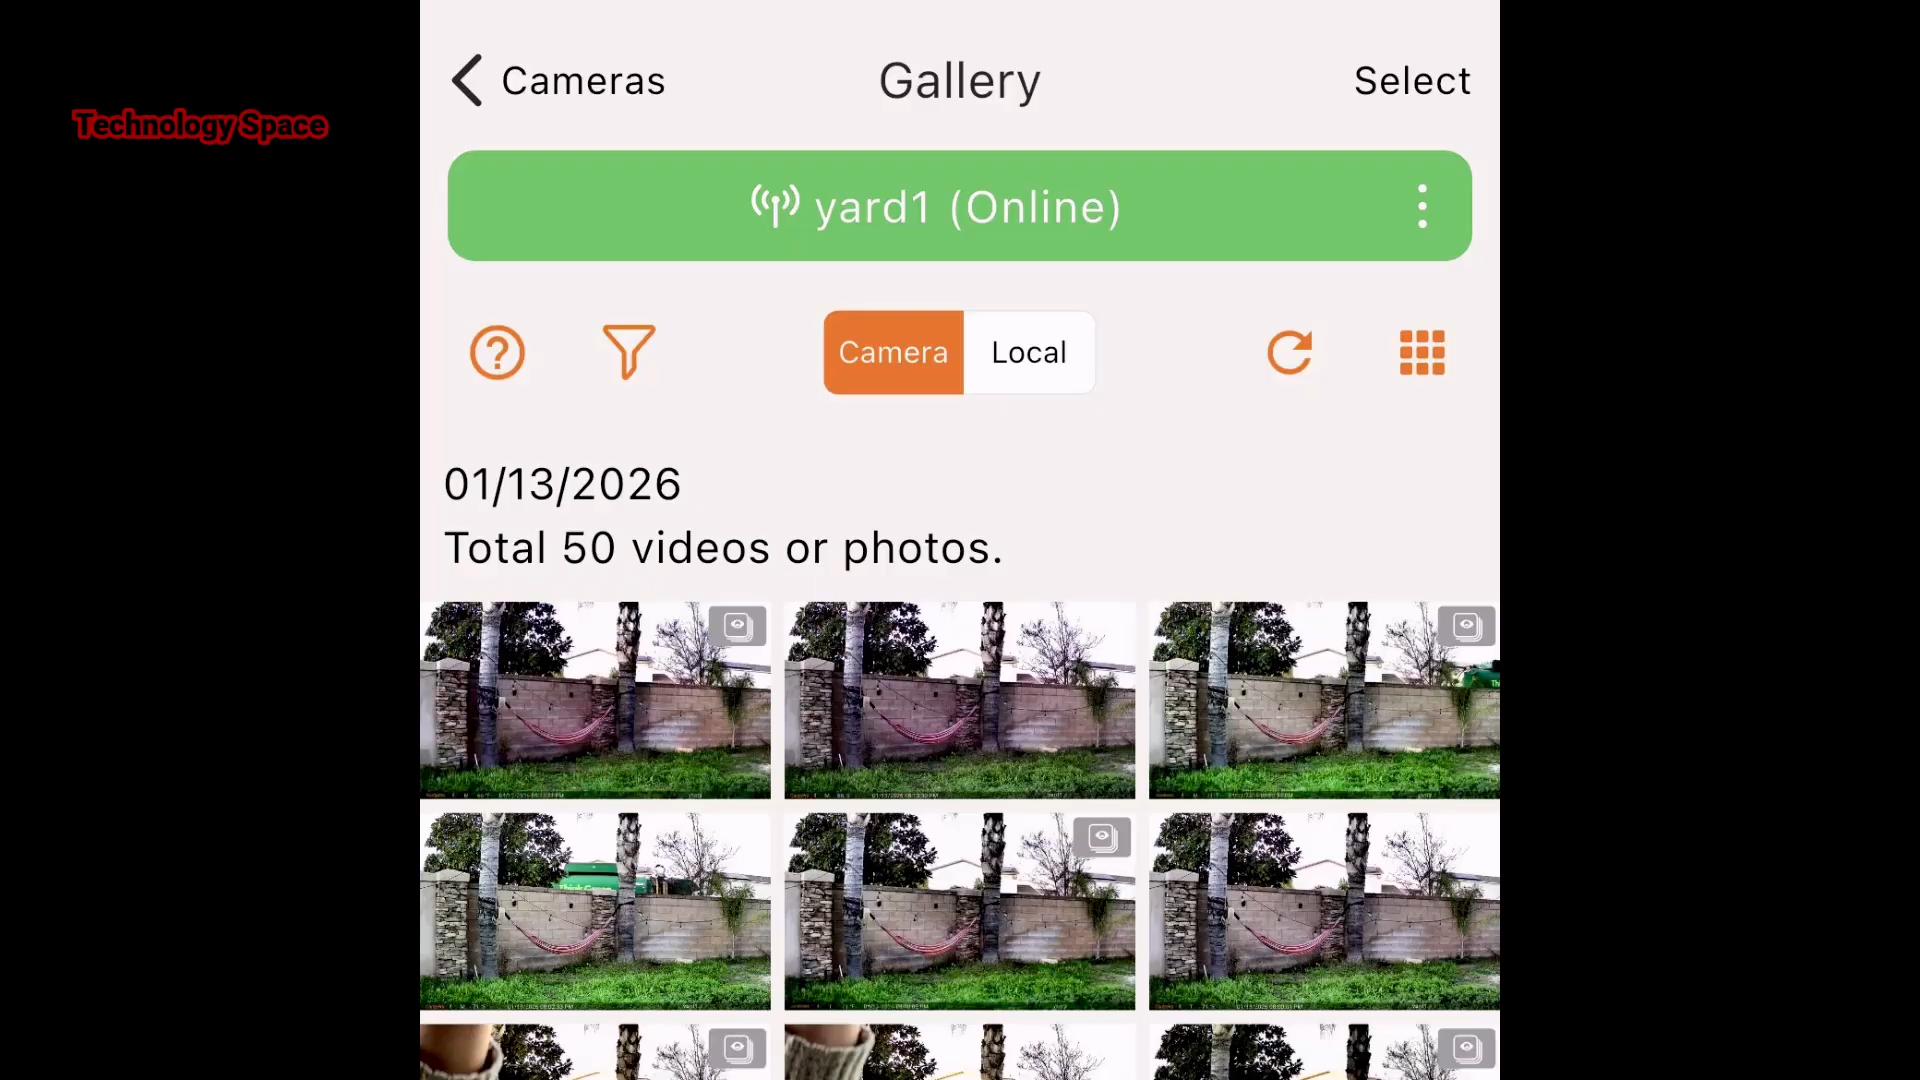 Technology Space
Cameras
Gallery
Select
yard1 (Online)
Camera
Local
01/13/2026
Total 50 videos or photos.